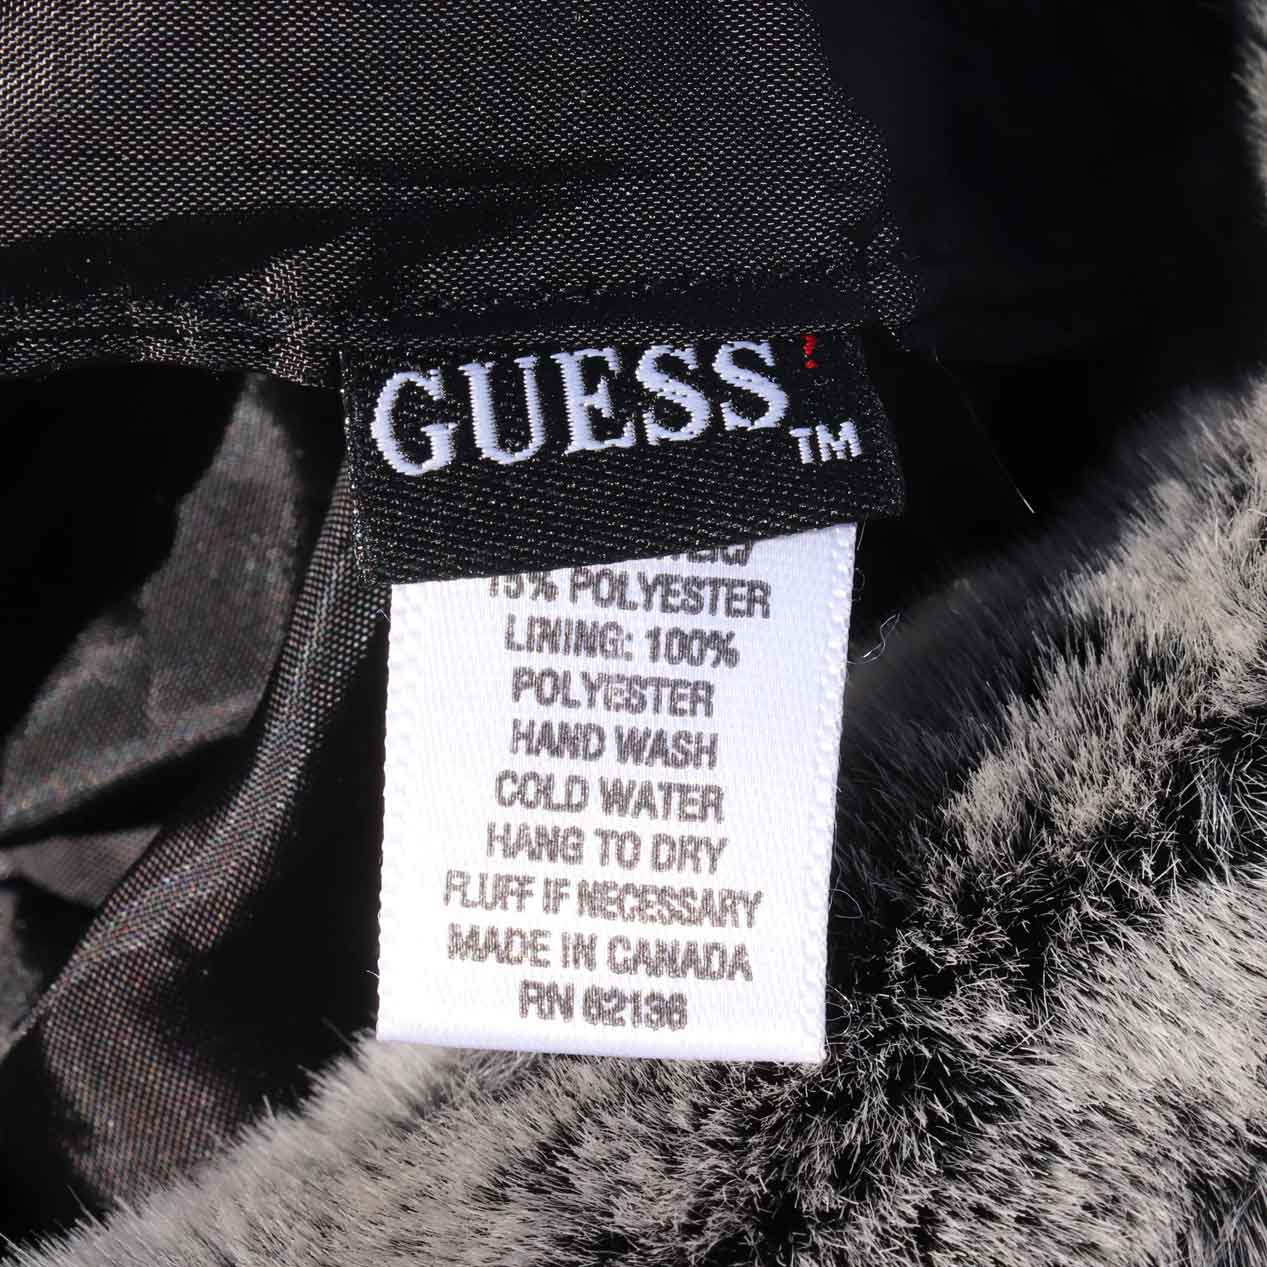 GUESS!
TM
15% POLYESTER
LINING: 100%
POLYESTER
HAND WASH
COLD WATER
HANG TO DRY
FLUFF IF NECESSARY
MADE IN CANADA
RN 62136